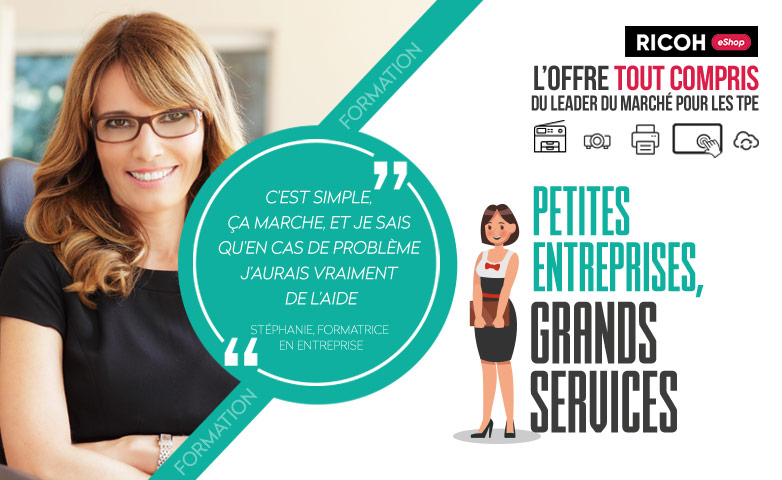 FORMATION
RICOH eShop
L'OFFRE TOUT COMPRIS
DU LEADER DU MARCHÉ POUR LES TPE
”
C'EST SIMPLE,
ÇA MARCHE, ET JE SAIS
QU'EN CAS DE PROBLÈME
J'AURAIS VRAIMENT
DE L'AIDE
STÉPHANIE, FORMATRICE
EN ENTREPRISE
“
FORMATION
PETITES
ENTREPRISES,
GRANDS
SERVICES